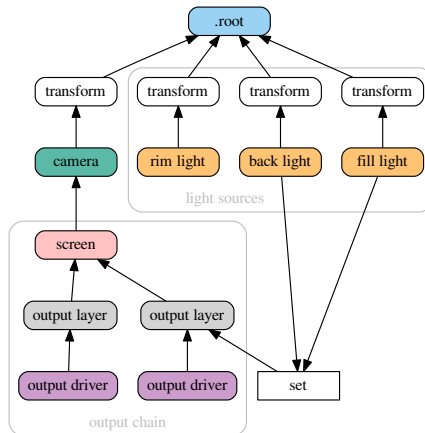 .root
transform
transform
transform
transform
camera
rim light
back light
fill light
light sources
screen
output layer
output layer
output driver
output driver
set
output chain